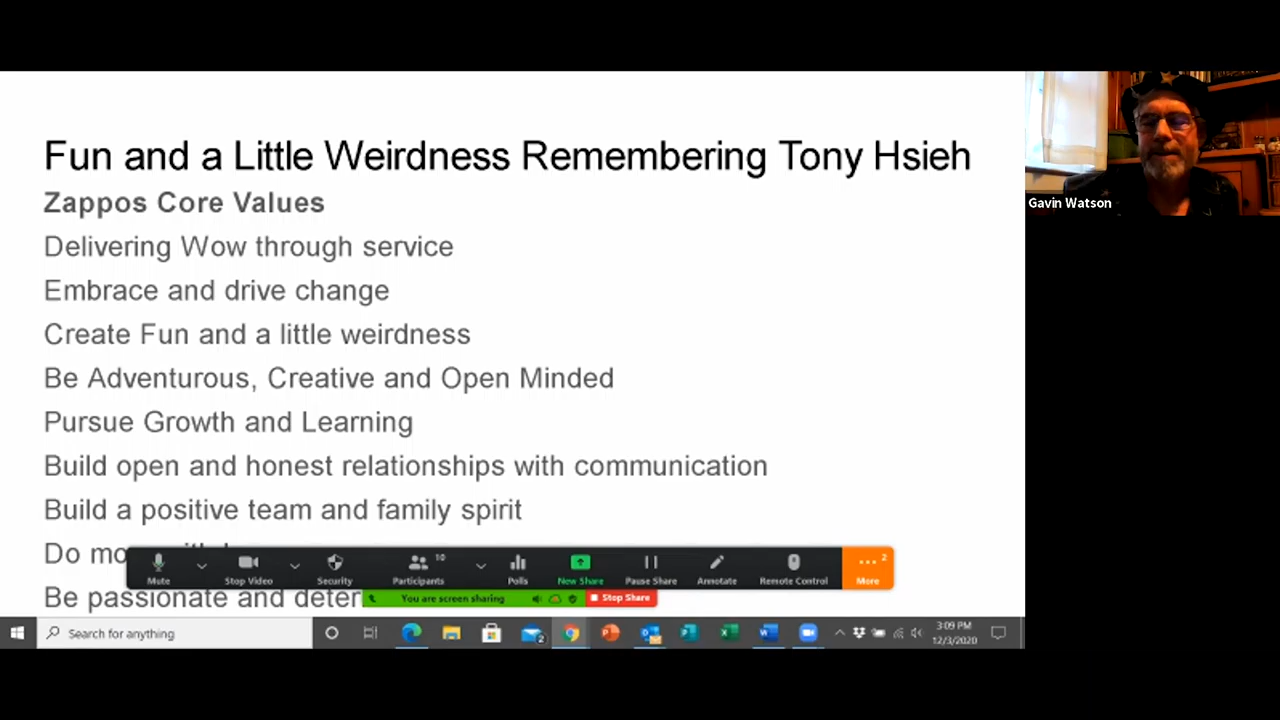 Fun and a Little Weirdness Remembering Tony Hsieh
Zappos Core Values
Delivering Wow through service
Embrace and drive change
Create Fun and a little weirdness
Be Adventurous, Creative and Open Minded
Pursue Growth and Learning
Build open and honest relationships with communication
Build a positive team and family spirit
Do
Be passionate and
Gavin Watson
Mute
Stop Video
Security
Participants 10
Polls
New Share
Pause Share
Annotate
Remote Control
More 2
You are screen sharing
Stop Share
Search for anything
2
3:09 PM
12/3/2020